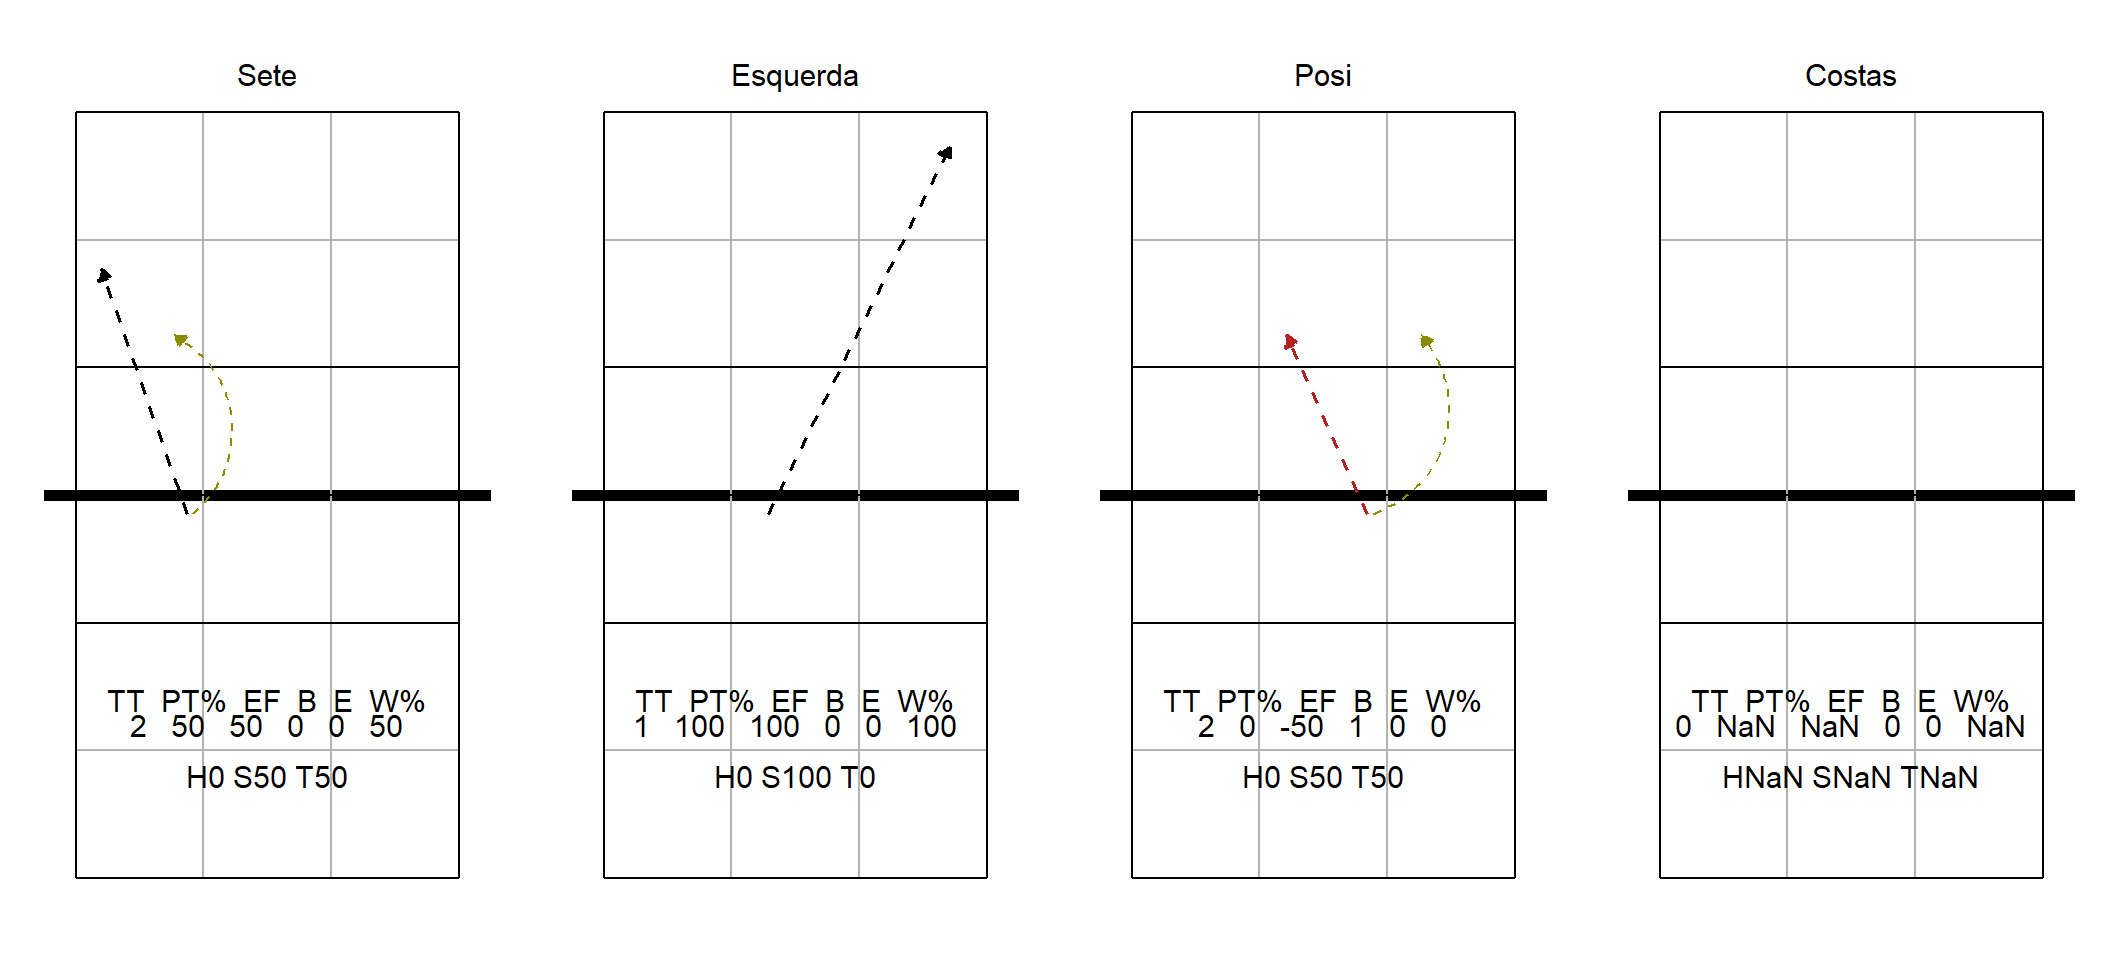 Sete
TT PT% EF B E W%
2 50 50 0 0 50
H0 S50 T50
Esquerda
TT PT% EF B E W%
1 100 100 0 0 100
H0 S100 T0
Posi
TT PT% EF B E W%
2 0 -50 1 0 0
H0 S50 T50
Costas
TT PT% EF B E W%
0 NaN NaN 0 0 NaN
HNaN SNaN TNaN